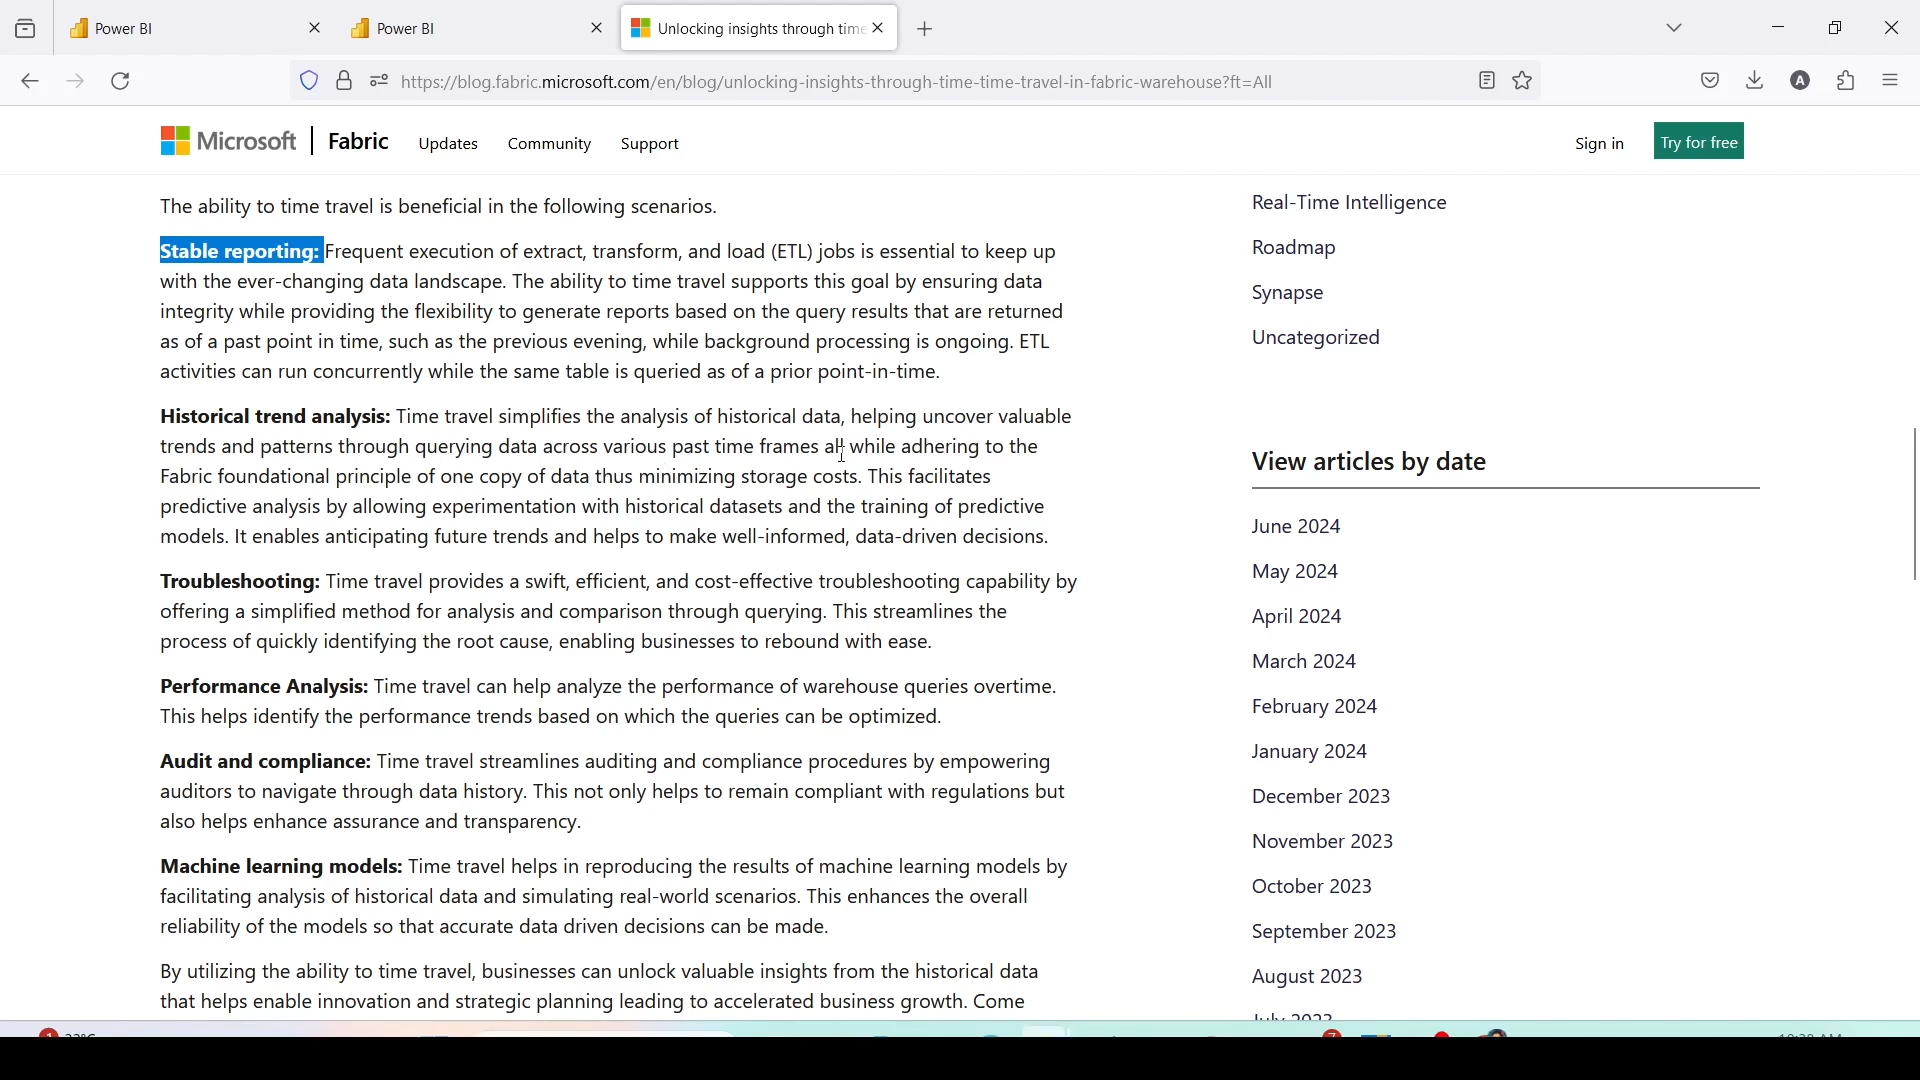 Power BI
Power BI
Unlocking insights through time
https://blog.fabric.microsoft.com/en/blog/unlocking-insights-through-time-time-travel-in-fabric-warehouse?ft=All
A
Microsoft
Fabric
Updates
Community
Support
Sign in
Try for free
The ability to time travel is beneficial in the following scenarios.
Stable reporting: Frequent execution of extract, transform, and load (ETL) jobs is essential to keep up
with the ever-changing data landscape. The ability to time travel supports this goal by ensuring data
integrity while providing the flexibility to generate reports based on the query results that are returned
as of a past point in time, such as the previous evening, while background processing is ongoing. ETL
activities can run concurrently while the same table is queried as of a prior point-in-time.
Historical trend analysis: Time travel simplifies the analysis of historical data, helping uncover valuable
trends and patterns through querying data across various past time frames all while adhering to the
Fabric foundational principle of one copy of data thus minimizing storage costs. This facilitates
predictive analysis by allowing experimentation with historical datasets and the training of predictive
models. It enables anticipating future trends and helps to make well-informed, data-driven decisions.
Troubleshooting: Time travel provides a swift, efficient, and cost-effective troubleshooting capability by
offering a simplified method for analysis and comparison through querying. This streamlines the
process of quickly identifying the root cause, enabling businesses to rebound with ease.
Performance Analysis: Time travel can help analyze the performance of warehouse queries overtime.
This helps identify the performance trends based on which the queries can be optimized.
Audit and compliance: Time travel streamlines auditing and compliance procedures by empowering
auditors to navigate through data history. This not only helps to remain compliant with regulations but
also helps enhance assurance and transparency.
Machine learning models: Time travel helps in reproducing the results of machine learning models by
facilitating analysis of historical data and simulating real-world scenarios. This enhances the overall
reliability of the models so that accurate data driven decisions can be made.
By utilizing the ability to time travel, businesses can unlock valuable insights from the historical data
that helps enable innovation and strategic planning leading to accelerated business growth. Come
Real-Time Intelligence
Roadmap
Synapse
Uncategorized
View articles by date
June 2024
May 2024
April 2024
March 2024
February 2024
January 2024
December 2023
November 2023
October 2023
September 2023
August 2023
July 2023